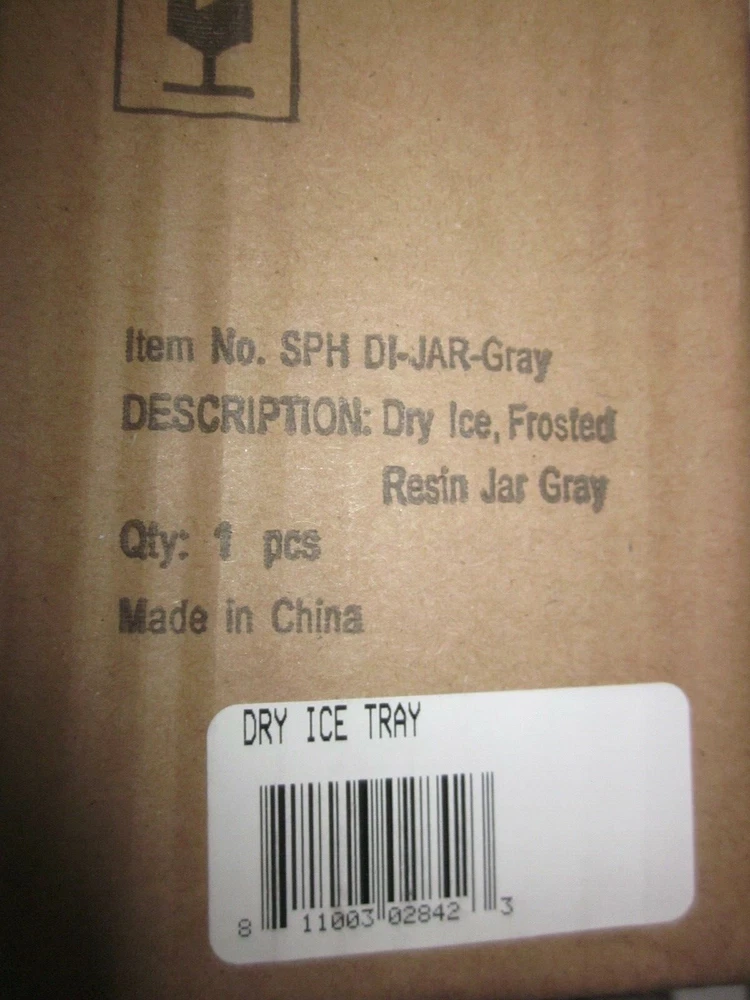 Item No. SPH DI-JAR-Gray
DESCRIPTION: Dry Ice, Frosted
Resin Jar Gray
Qty: 1 pcs
Made in China
DRY ICE TRAY
8 11003 02842 3